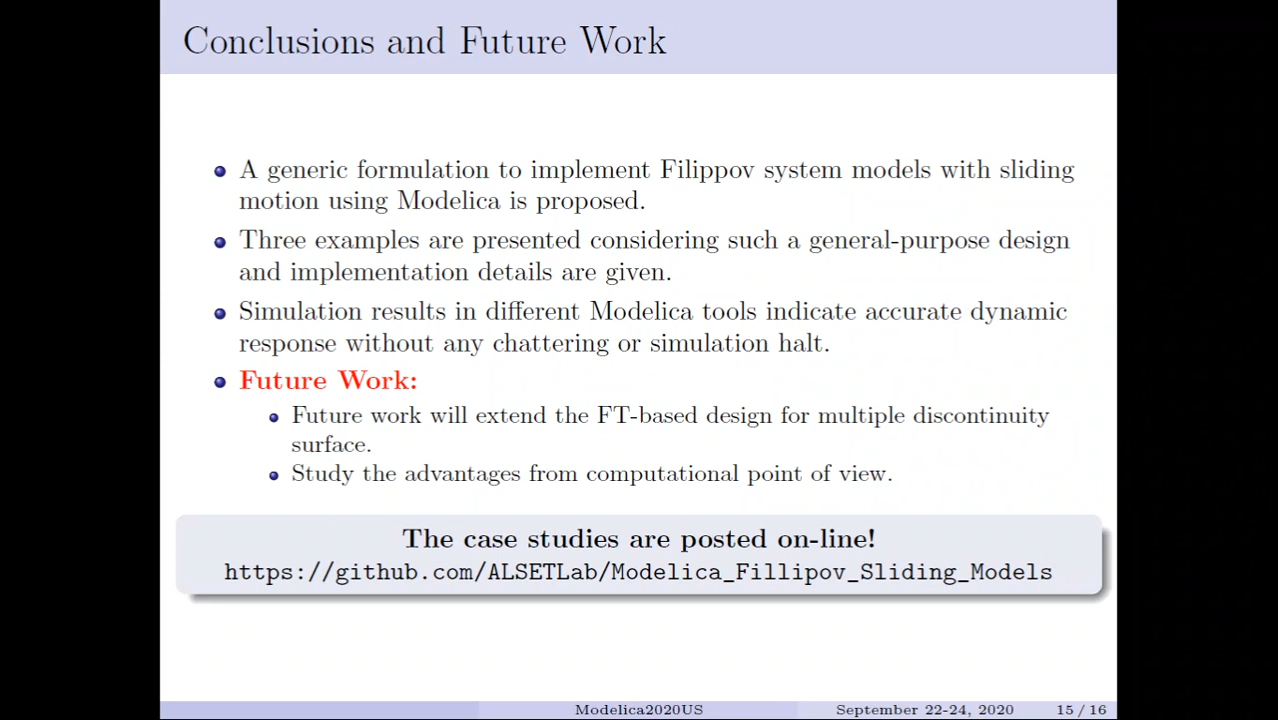 Conclusions and Future Work
A generic formulation to implement Filippov system models with sliding
motion using Modelica is proposed.
Three examples are presented considering such a general-purpose design
and implementation details are given.
Simulation results in different Modelica tools indicate accurate dynamic
response without any chattering or simulation halt.
Future Work:
Future work will extend the FT-based design for multiple discontinuity
surface.
Study the advantages from computational point of view.
The case studies are posted on-line!
https://github.com/ALSETLab/Modelica_Fillipov_Sliding_Models
Modelica2020US September 22-24, 2020 15 / 16